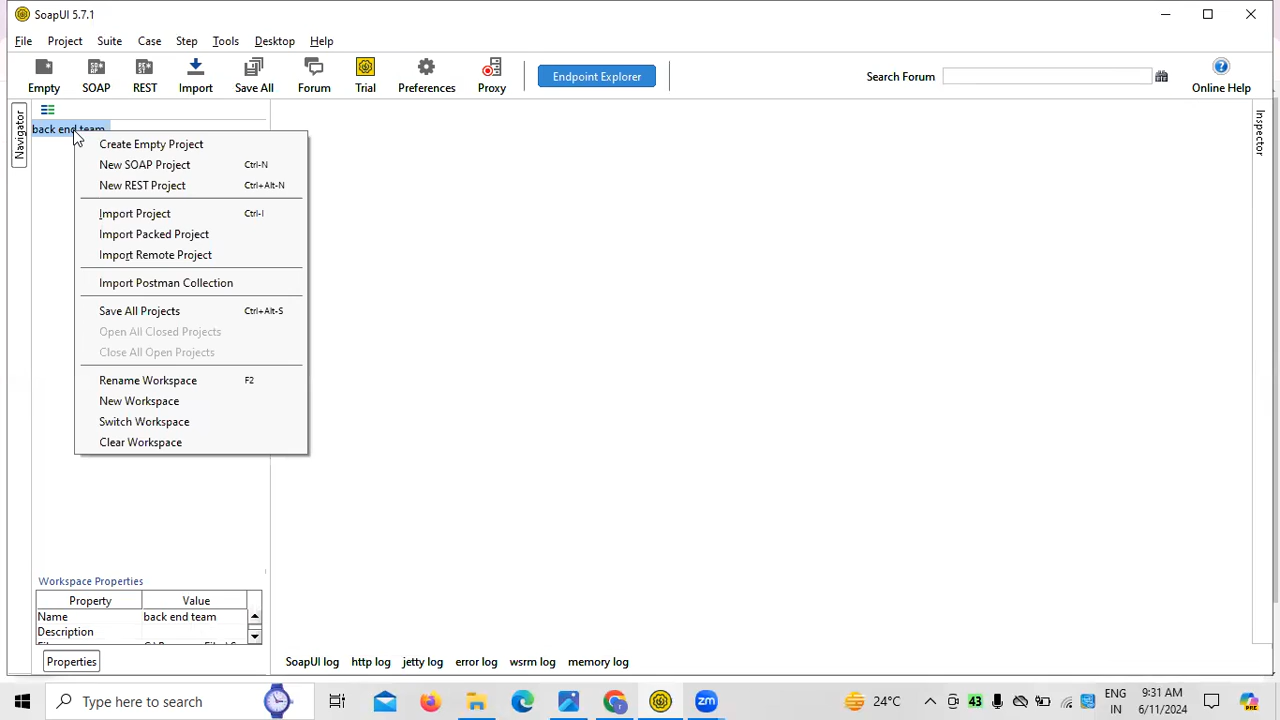 SoapUI 5.7.1
File Project Suite Case Step Tools Desktop Help
Empty SOAP REST Import Save All Forum Trial Preferences Proxy Endpoint Explorer Search Forum Online Help
Navigator
Inspector
back end team
Create Empty Project
New SOAP Project Ctrl-N
New REST Project Ctrl+Alt-N
Import Project Ctrl-I
Import Packed Project
Import Remote Project
Import Postman Collection
Save All Projects Ctrl+Alt-S
Open All Closed Projects
Close All Open Projects
Rename Workspace F2
New Workspace
Switch Workspace
Clear Workspace
Workspace Properties
Property Value
Name back end team
Description
Properties
SoapUI log http log jetty log error log wsrm log memory log
Type here to search
24°C
43
ENG 9:31 AM
IN 6/11/2024
PRE